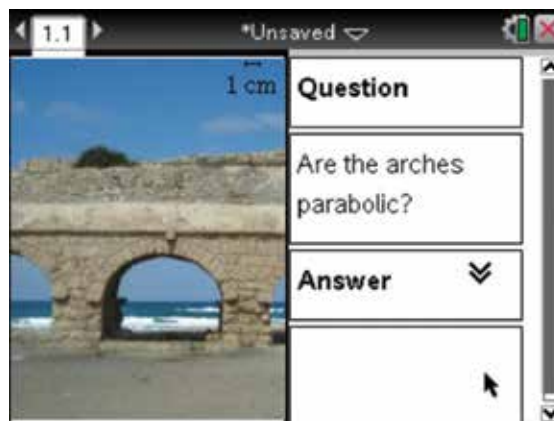 1.1
*Unsaved
1 cm
Question
Are the arches
parabolic?
Answer